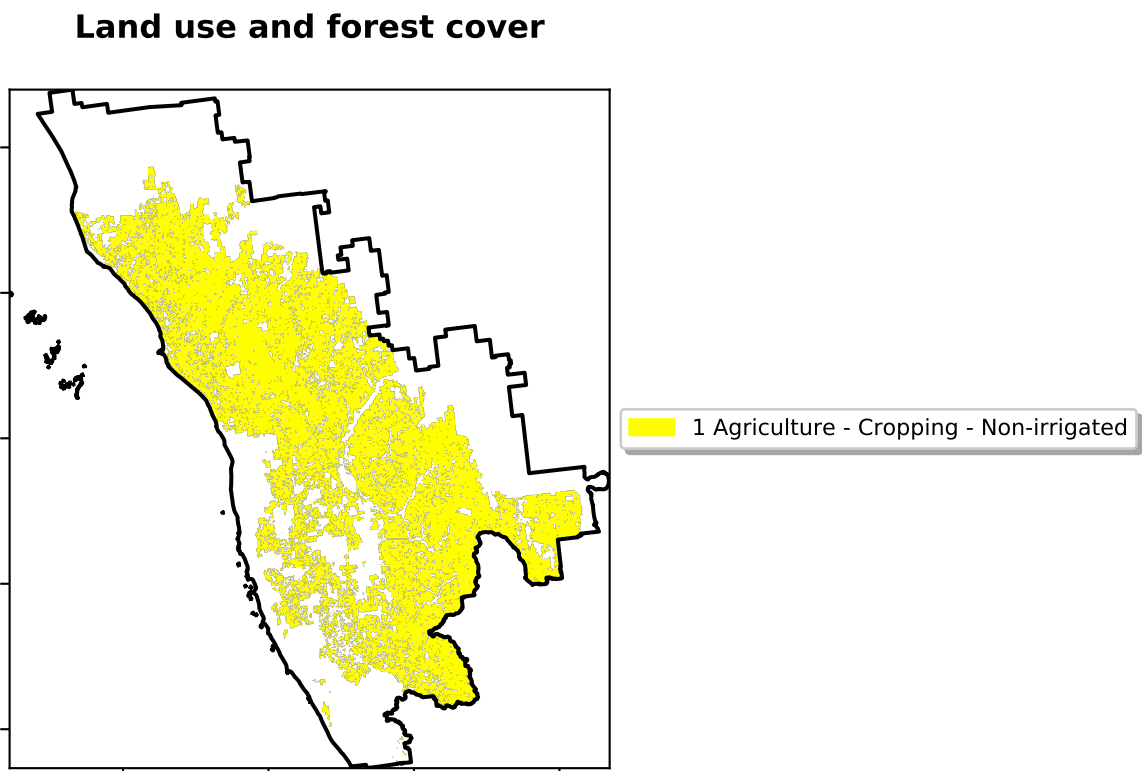 Land use and forest cover
1 Agriculture - Cropping - Non-irrigated